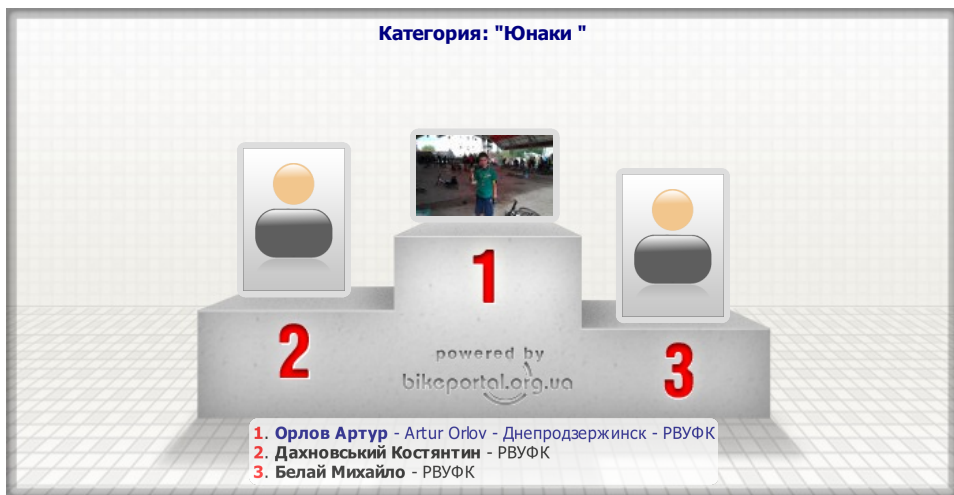 Категория: "Юнаки "
1
2
3
powered by
bikeportal.org.ua
1. Орлов Артур - Artur Orlov - Днепродзержинск - РВУФК
2. Дахновський Костянтин - РВУФК
3. Белай Михайло - РВУФК